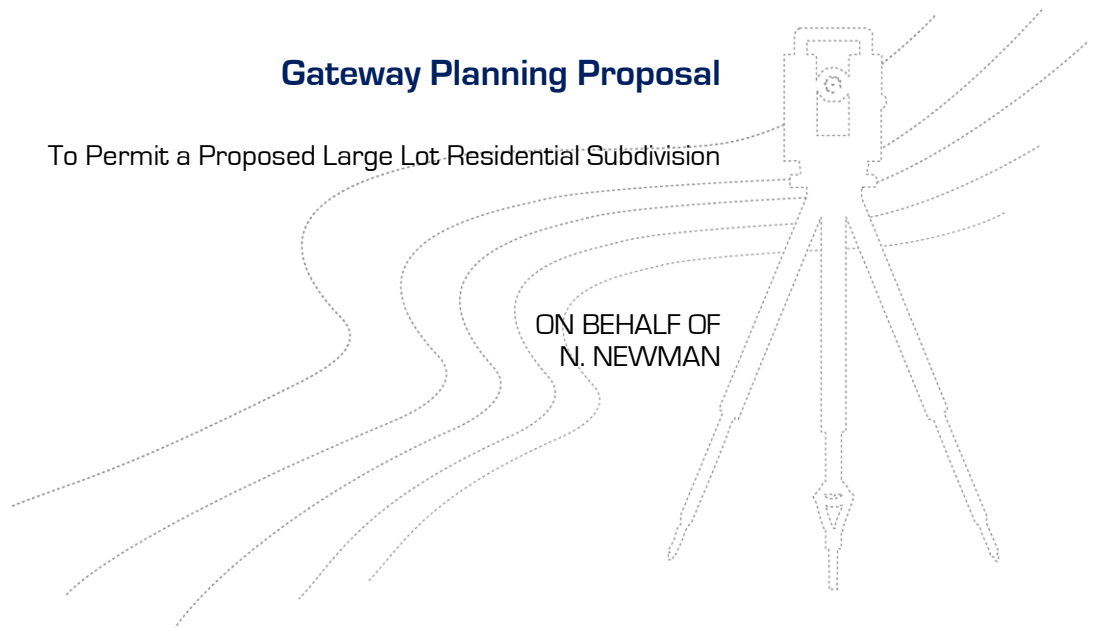 Gateway Planning Proposal
To Permit a Proposed Large Lot Residential Subdivision
ON BEHALF OF
N. NEWMAN